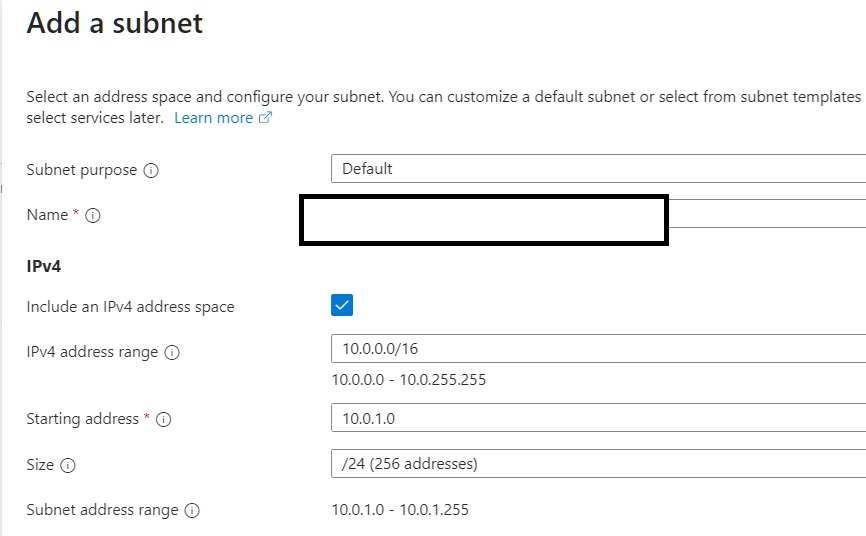 Add a subnet
Select an address space and configure your subnet. You can customize a default subnet or select from subnet templates
select services later. Learn more
Subnet purpose
Default
Name *
IPv4
Include an IPv4 address space
IPv4 address range
10.0.0.0/16
10.0.0.0 - 10.0.255.255
Starting address *
10.0.1.0
Size
/24 (256 addresses)
Subnet address range
10.0.1.0 - 10.0.1.255